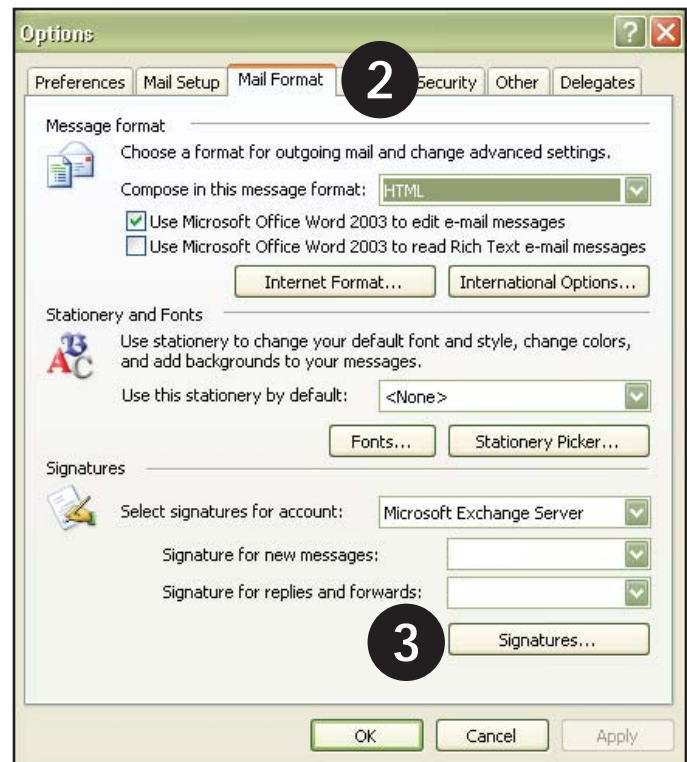 Options
Preferences Mail Setup Mail Format 2 Security Other Delegates
Message format
Choose a format for outgoing mail and change advanced settings.
Compose in this message format: HTML
Use Microsoft Office Word 2003 to edit e-mail messages
Use Microsoft Office Word 2003 to read Rich Text e-mail messages
Internet Format... International Options...
Stationery and Fonts
Use stationery to change your default font and style, change colors,
and add backgrounds to your messages.
Use this stationery by default: <None>
Fonts... Stationery Picker...
Signatures
Select signatures for account: Microsoft Exchange Server
Signature for new messages:
Signature for replies and forwards:
3 Signatures...
OK Cancel Apply